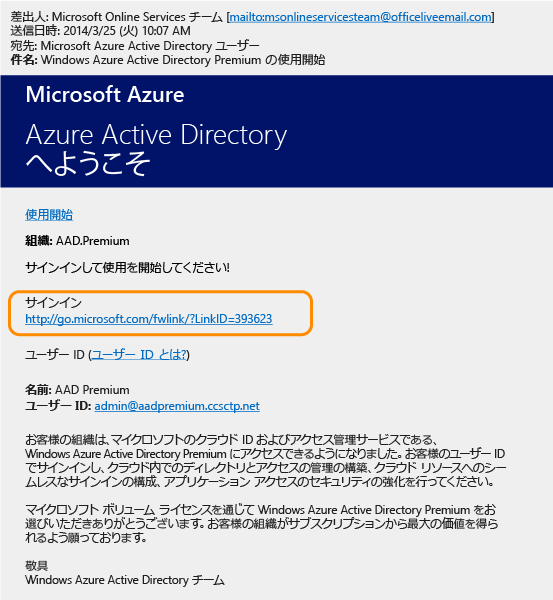 差出人: Microsoft Online Services チーム [mailto:msonlineservicesteam@officeliveemail.com]
送信日時: 2014/3/25 (火) 10:07 AM
宛先: Microsoft Azure Active Directory ユーザー
件名: Windows Azure Active Directory Premium の使用開始
Microsoft Azure
Azure Active Directory
へようこそ
使用開始
組織: AAD.Premium
サインインして使用を開始してください!
サインイン
http://go.microsoft.com/fwlink/?LinkID=393623
ユーザー ID (ユーザー ID とは?)
名前: AAD Premium
ユーザー ID: admin@aadpremium.ccsctp.net
お客様の組織は、マイクロソフトのクラウド ID およびアクセス管理サービスである、
Windows Azure Active Directory Premium にアクセスできるようになりました。お客様のユーザー ID
でサインインし、クラウド内でのディレクトリとアクセスの管理の構築、クラウド リソースへのシー
ムレスなサインインの構成、アプリケーション アクセスのセキュリティの強化を行ってください。
マイクロソフト ボリューム ライセンスを通じて Windows Azure Active Directory Premium をお
選びいただきありがとうございます。お客様の組織がサブスクリプションから最大の価値を得ら
れるよう願っております。
敬具
Windows Azure Active Directory チーム